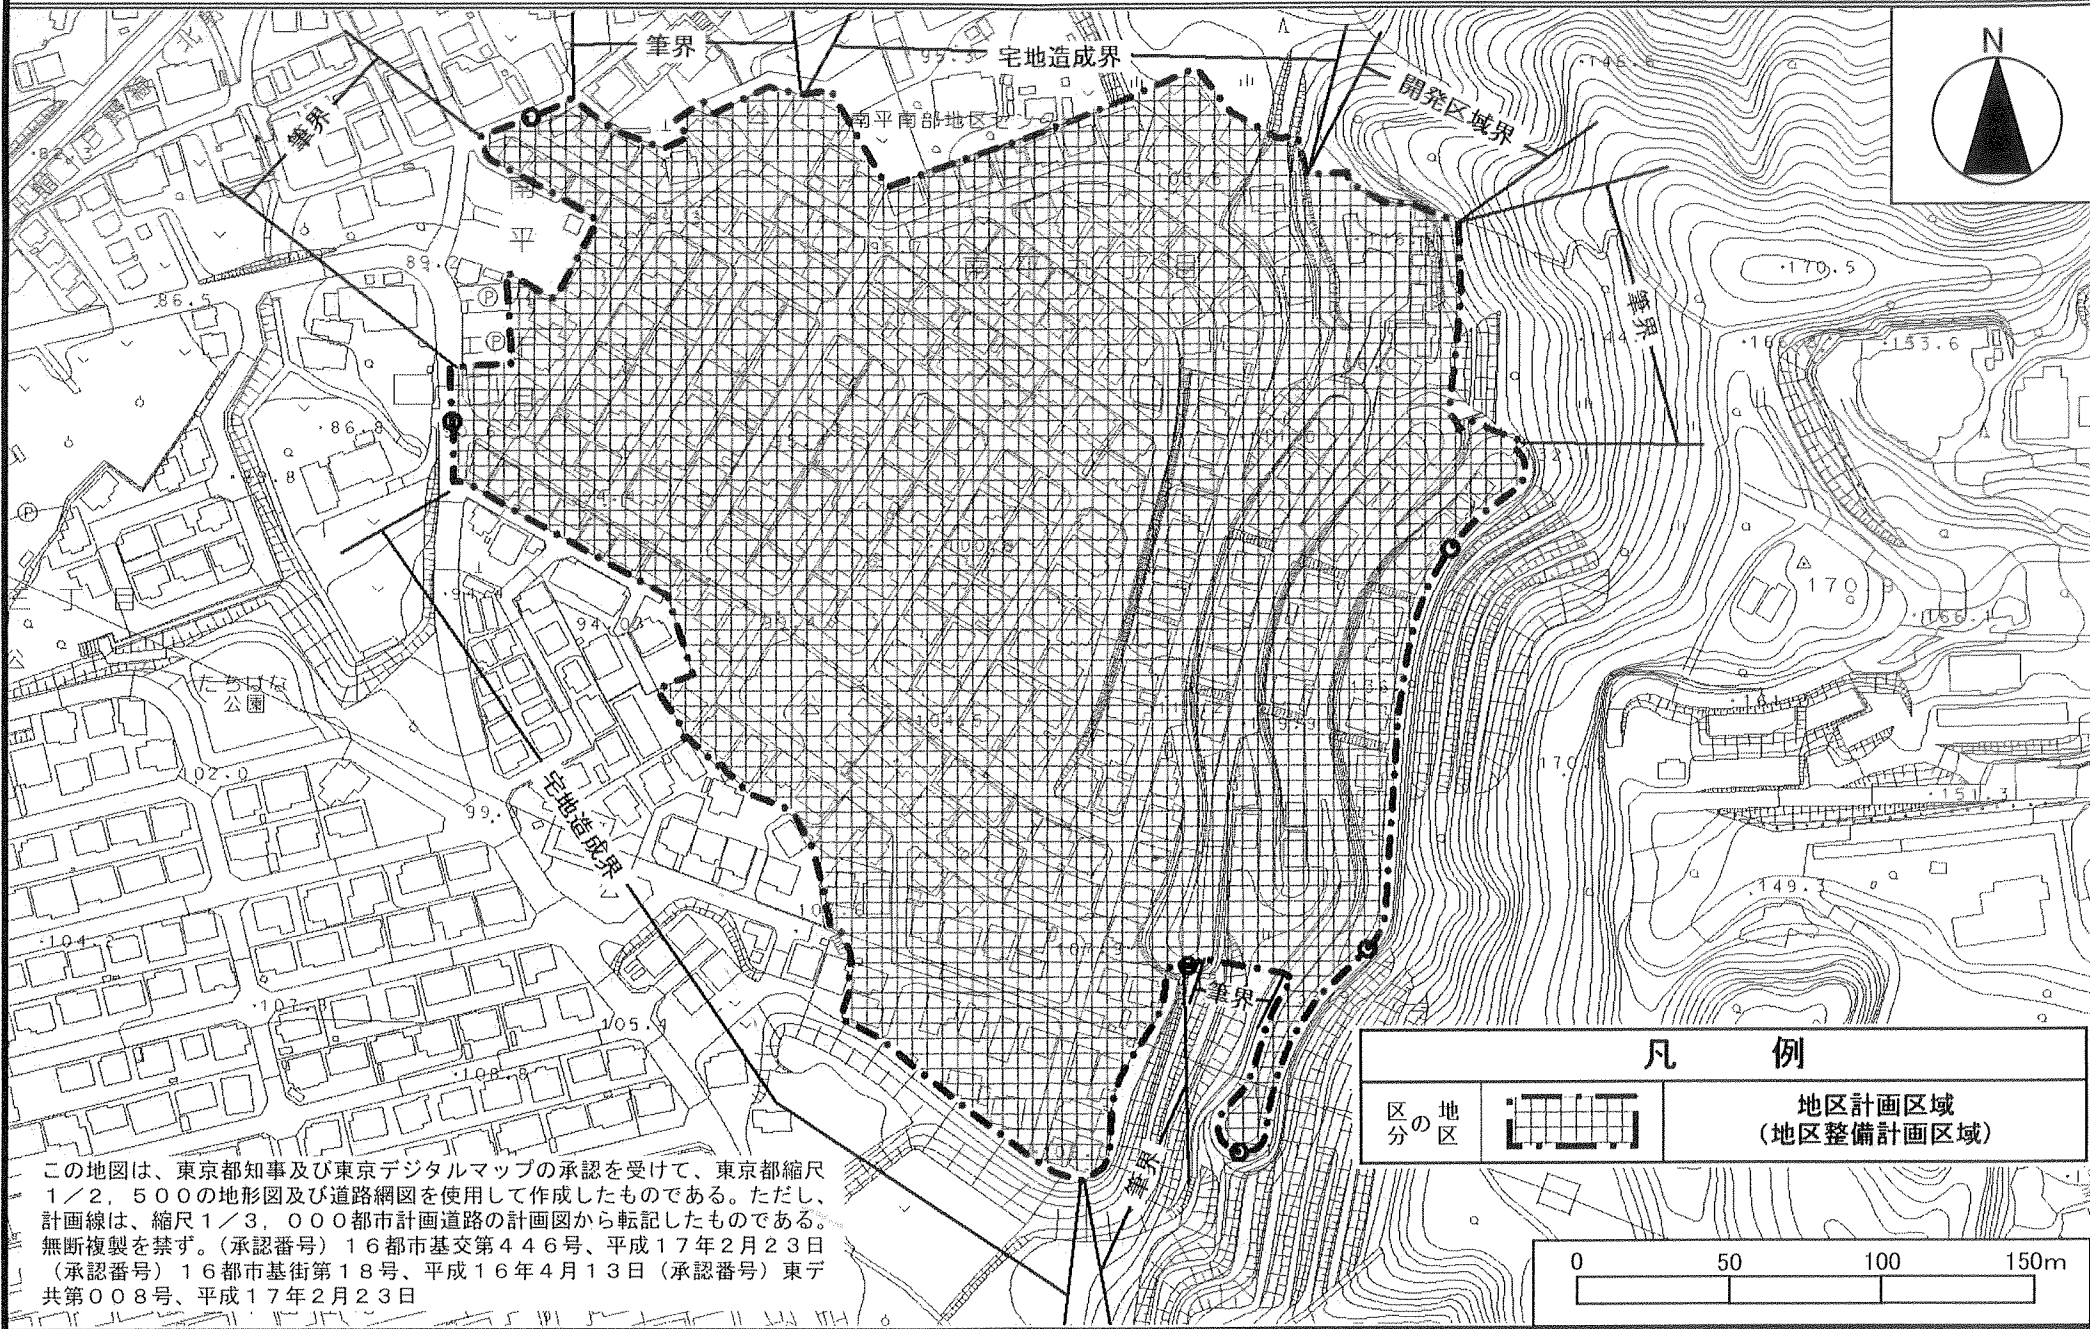 筆界
宅地造成界
開発区域界
筆界
筆界
N
南平南部地区セ
南
平
南平
目
89.2
86.5
86.8
94.03
たちはな
公園
102.0
104.2
105.4
108.8
104.6
170.5
153.6
149.3
151.3
丁目
宅地造成界
筆界
筆界
凡例
区分の地区
地区計画区域
(地区整備計画区域)
0 50 100 150m
この地図は、東京都知事及び東京デジタルマップの承認を受けて、東京都縮尺
1/2，500の地形図及び道路網図を使用して作成したものである。ただし、
計画線は、縮尺1/3，000都市計画道路の計画図から転記したものである。
無断複製を禁ず。（承認番号）16都市基交第446号、平成17年2月23日
（承認番号）16都市基街第18号、平成16年4月13日（承認番号）東デ
共第008号、平成17年2月23日